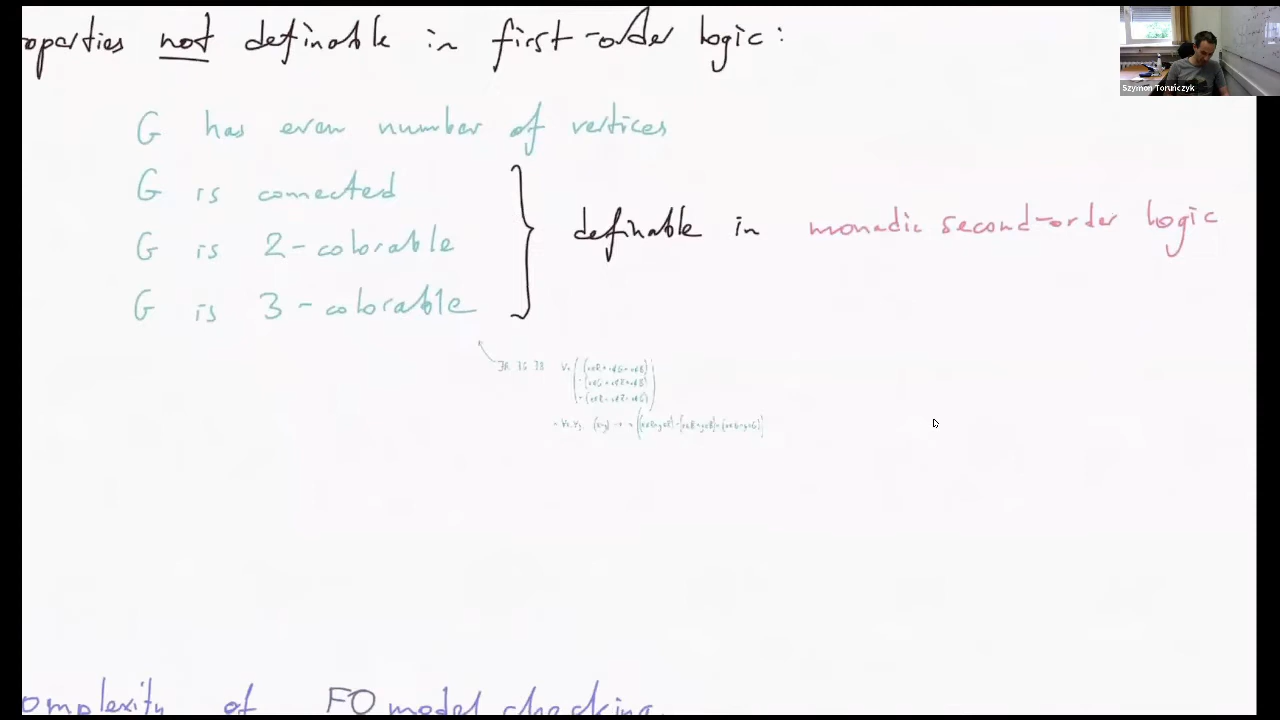 operties not definable in first-order logic:
G has even number of vertices
G is connected
G is 2-colorable
G is 3-colorable
definable in monadic second-order logic
∃R ∃G ∃B
omplexity of FO model checking
Szymon Toruńczyk